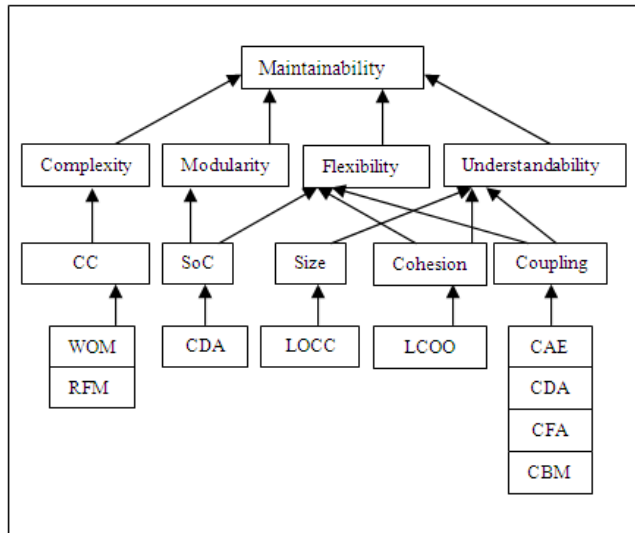 Maintainability
Complexity
Modularity
Flexibility
Understandability
CC
SoC
Size
Cohesion
Coupling
WOM
CDA
LOCC
LCOO
CAE
RFM
CDA
CFA
CBM